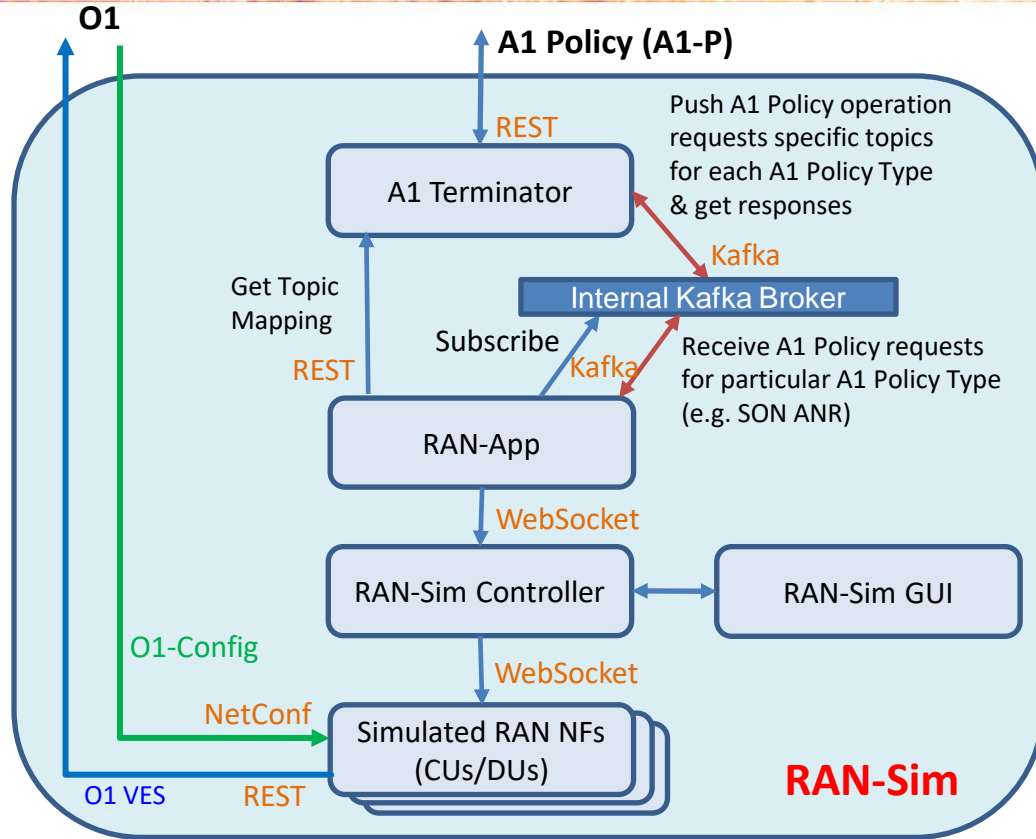 O1
A1 Policy (A1-P)
REST
Push A1 Policy operation
requests specific topics
for each A1 Policy Type
& get responses
A1 Terminator
Kafka
Get Topic
Mapping
Internal Kafka Broker
Subscribe
REST
Kafka
Receive A1 Policy requests
for particular A1 Policy Type
(e.g. SON ANR)
RAN-App
WebSocket
RAN-Sim Controller
RAN-Sim GUI
O1-Config
WebSocket
NetConf
Simulated RAN NFs
(CUs/DUs)
O1 VES
REST
RAN-Sim